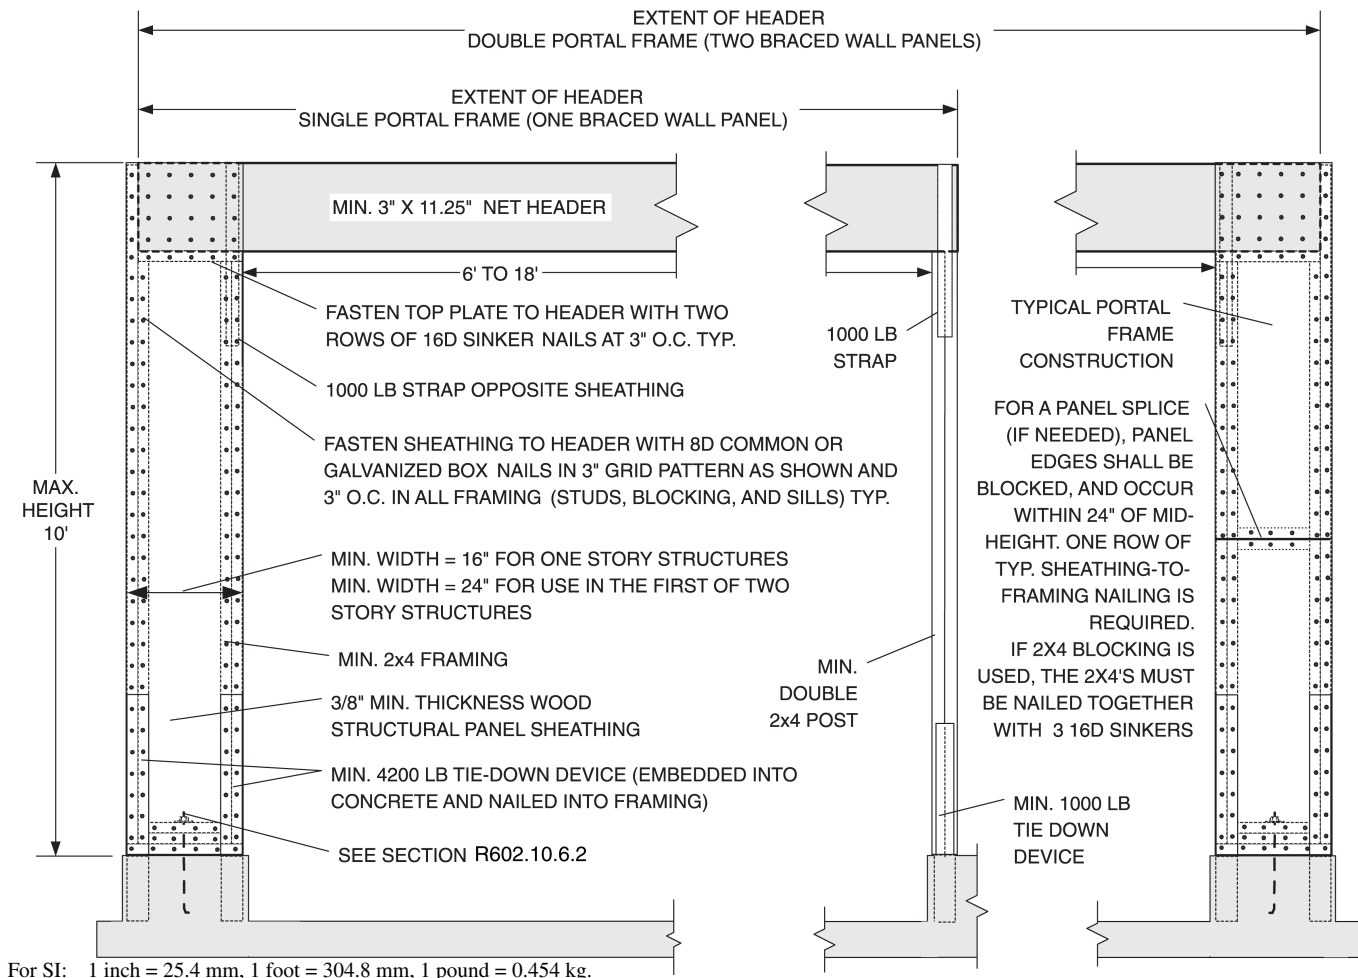 EXTENT OF HEADER
DOUBLE PORTAL FRAME (TWO BRACED WALL PANELS)
EXTENT OF HEADER
SINGLE PORTAL FRAME (ONE BRACED WALL PANEL)
MIN. 3" X 11.25" NET HEADER
6' TO 18'
FASTEN TOP PLATE TO HEADER WITH TWO
ROWS OF 16D SINKER NAILS AT 3" O.C. TYP.
1000 LB STRAP OPPOSITE SHEATHING
FASTEN SHEATHING TO HEADER WITH 8D COMMON OR
GALVANIZED BOX NAILS IN 3" GRID PATTERN AS SHOWN AND
3" O.C. IN ALL FRAMING (STUDS, BLOCKING, AND SILLS) TYP.
MAX.
HEIGHT
10'
MIN. WIDTH = 16" FOR ONE STORY STRUCTURES
MIN. WIDTH = 24" FOR USE IN THE FIRST OF TWO
STORY STRUCTURES
MIN. 2x4 FRAMING
3/8" MIN. THICKNESS WOOD
STRUCTURAL PANEL SHEATHING
MIN. 4200 LB TIE-DOWN DEVICE (EMBEDDED INTO
CONCRETE AND NAILED INTO FRAMING)
SEE SECTION R602.10.6.2
1000 LB
STRAP
MIN.
DOUBLE
2x4 POST
MIN. 1000 LB
TIE DOWN
DEVICE
TYPICAL PORTAL
FRAME
CONSTRUCTION
FOR A PANEL SPLICE
(IF NEEDED), PANEL
EDGES SHALL BE
BLOCKED, AND OCCUR
WITHIN 24" OF MID-
HEIGHT. ONE ROW OF
TYP. SHEATHING-TO-
FRAMING NAILING IS
REQUIRED.
IF 2X4 BLOCKING IS
USED, THE 2X4'S MUST
BE NAILED TOGETHER
WITH 3 16D SINKERS
For SI: 1 inch = 25.4 mm, 1 foot = 304.8 mm, 1 pound = 0.454 kg.